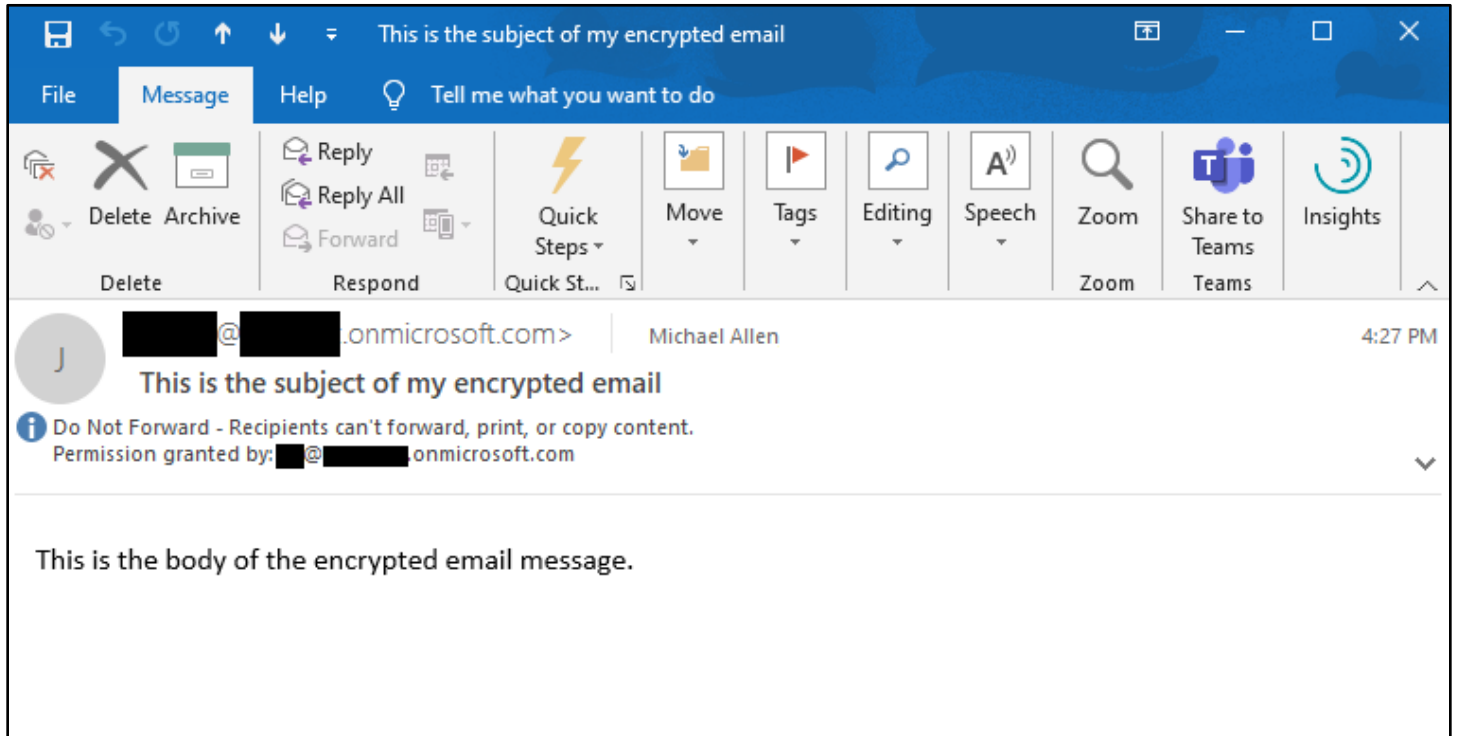 This is the subject of my encrypted email
File Message Help Tell me what you want to do
Delete Archive
Reply
Reply All
Forward
Quick Steps
Move
Tags
Editing
A
Speech
Zoom
T
Share to Teams
Insights
Delete Respond Quick St... Zoom Teams
J
@ .onmicrosoft.com> Michael Allen 4:27 PM
This is the subject of my encrypted email
Do Not Forward - Recipients can't forward, print, or copy content.
Permission granted by: @ .onmicrosoft.com
This is the body of the encrypted email message.